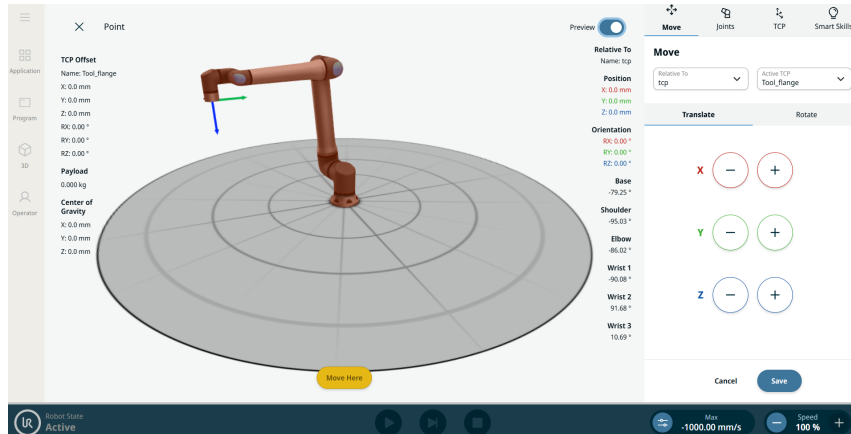 Point
Preview
Move
Joints
TCP
Smart Skills
Application
Program
3D
Operator
TCP Offset
Name: Tool_flange
X: 0.0 mm
Y: 0.0 mm
Z: 0.0 mm
RX: 0.00 °
RY: 0.00 °
RZ: 0.00 °
Payload
0.000 kg
Center of
Gravity
X: 0.0 mm
Y: 0.0 mm
Z: 0.0 mm
Relative To
Name: tcp
Position
X: 0.0 mm
Y: 0.0 mm
Z: 0.0 mm
Orientation
RX: 0.00 °
RY: 0.00 °
RZ: 0.00 °
Base
-79.25 °
Shoulder
-95.03 °
Elbow
-86.02 °
Wrist 1
-90.08 °
Wrist 2
91.68 °
Wrist 3
10.69 °
Move Here
Move
Relative To
tcp
Active TCP
Tool_flange
Translate
Rotate
X − +
Y − +
Z − +
Cancel
Save
UR
Robot State
Active
Max
-1000.00 mm/s
− Speed +
100 %